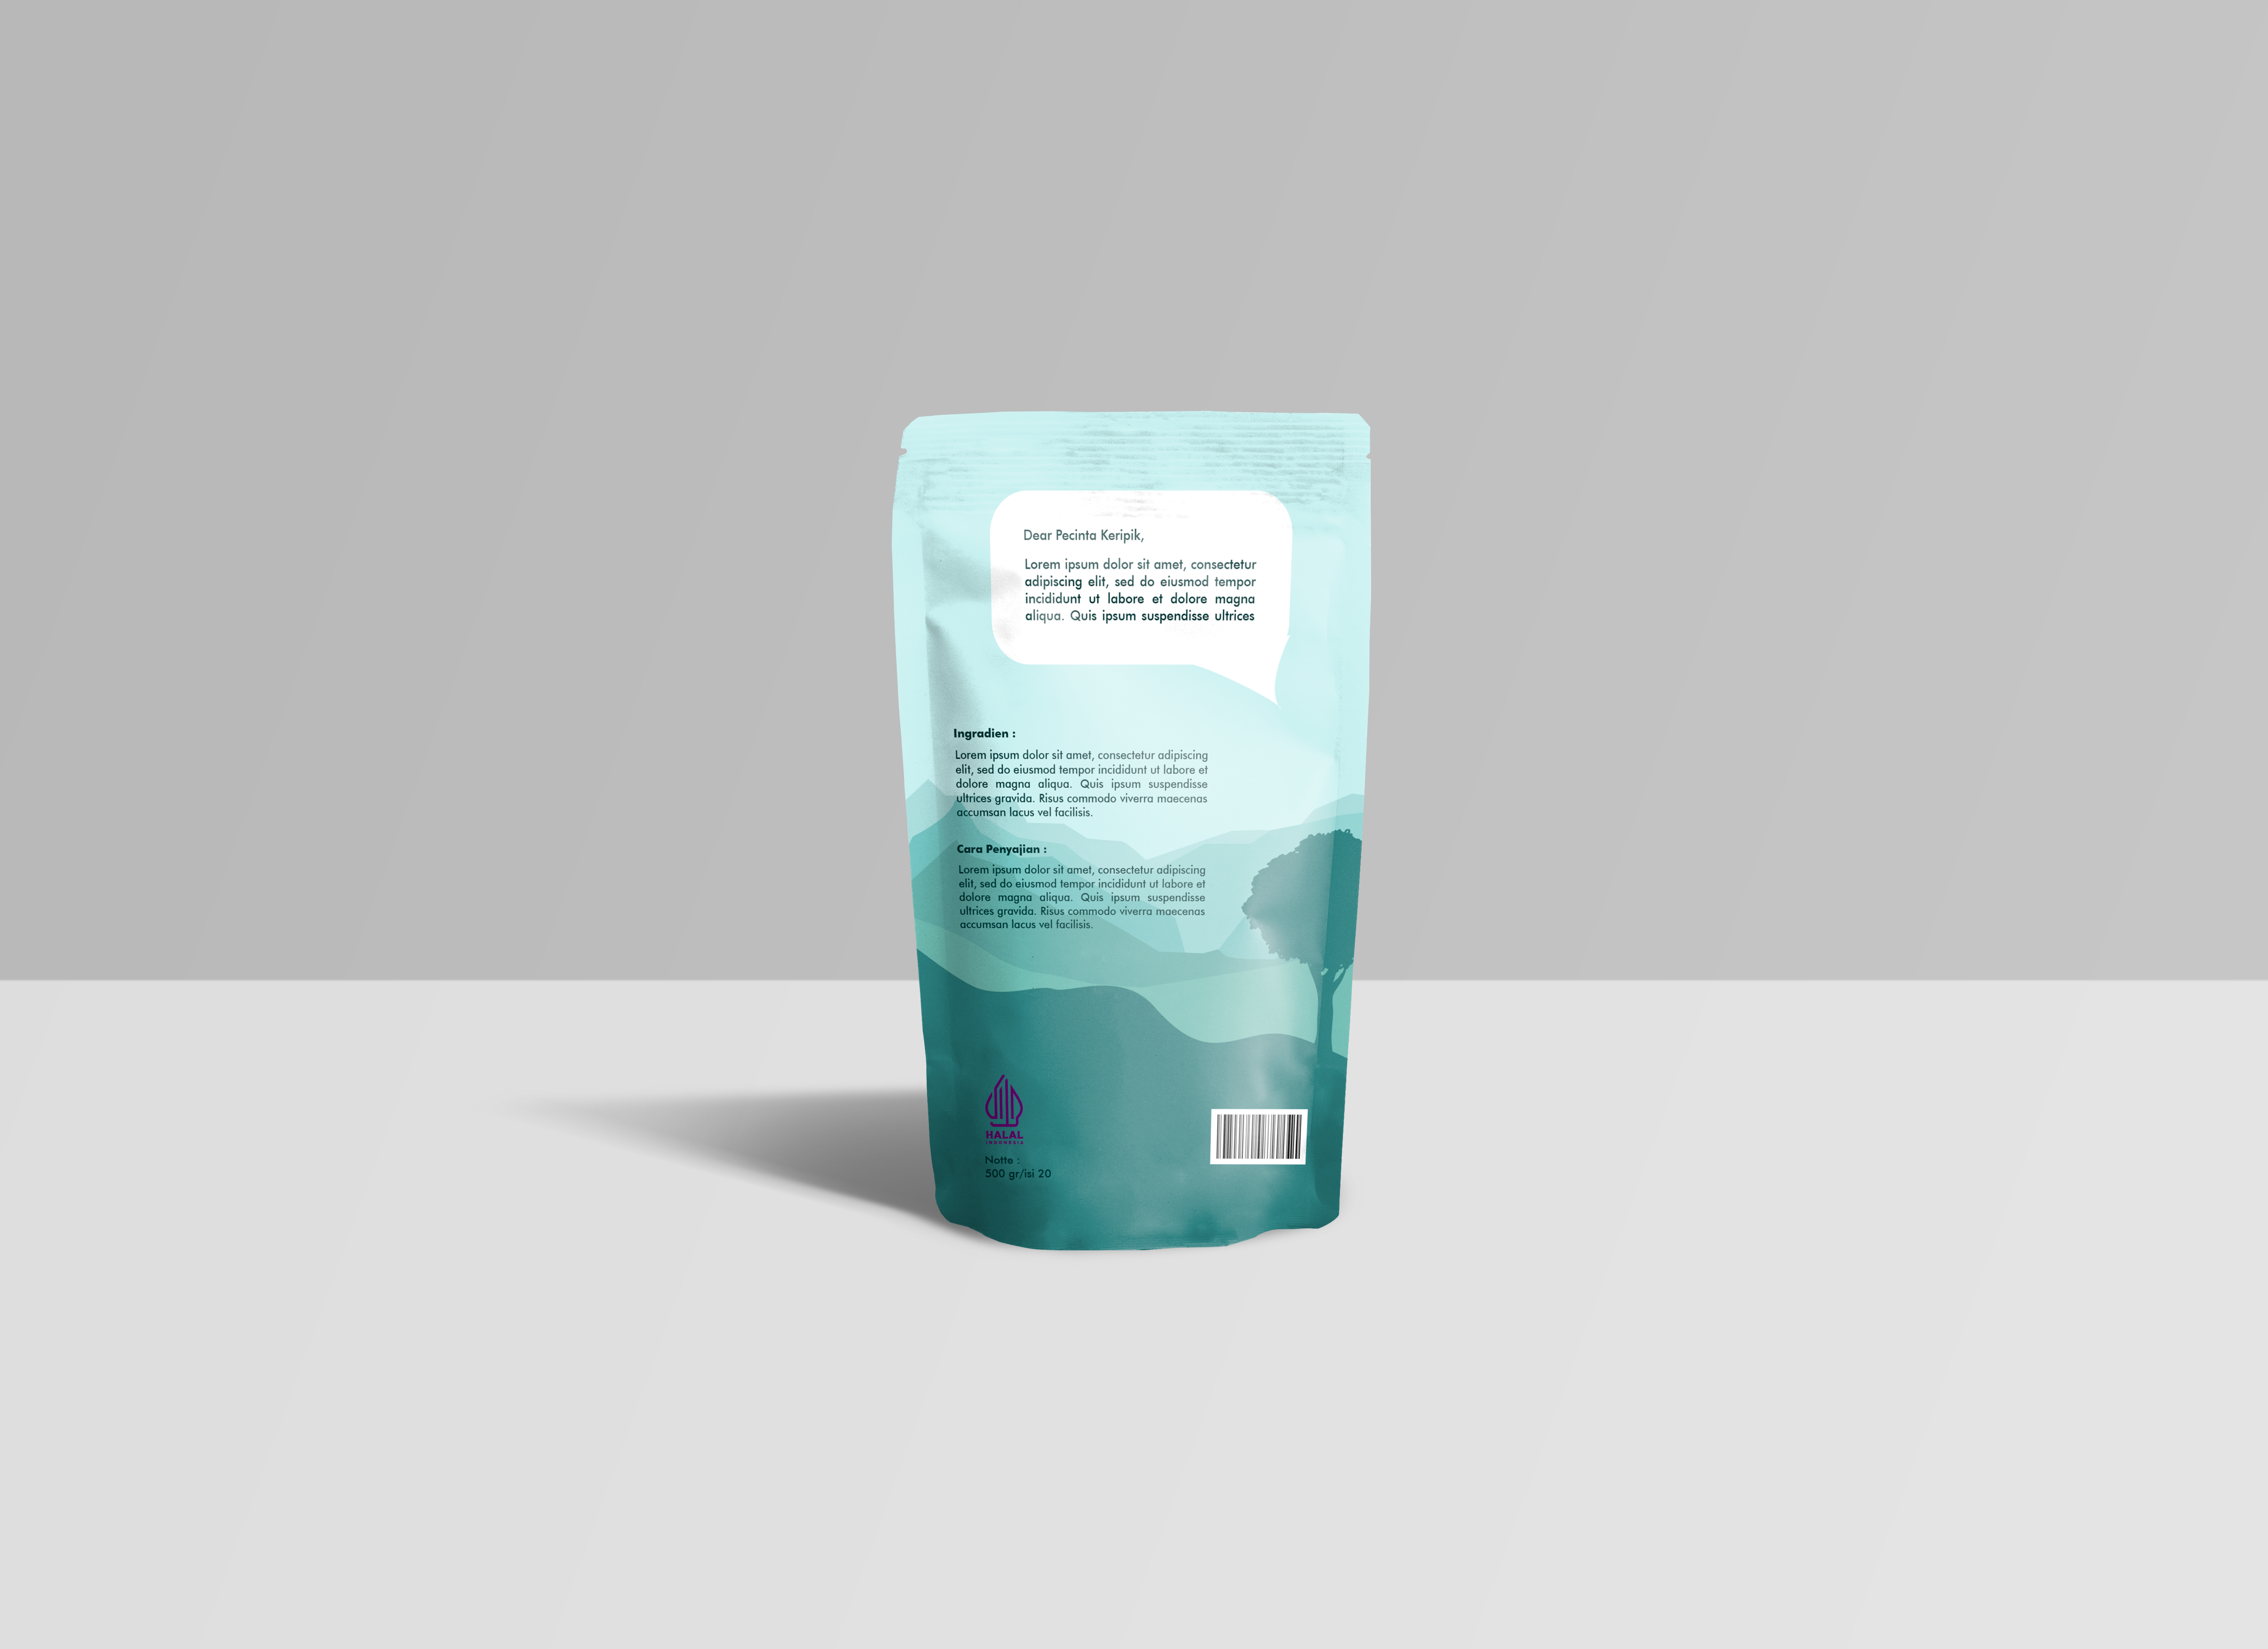 Dear Pecinta Keripik,
Lorem ipsum dolor sit amet, consectetur
adipiscing elit, sed do eiusmod tempor
incididunt ut labore et dolore magna
aliqua. Quis ipsum suspendisse ultrices
Ingradien :
Lorem ipsum dolor sit amet, consectetur adipiscing
elit, sed do eiusmod tempor incididunt ut labore et
dolore magna aliqua. Quis ipsum suspendisse
ultrices gravida. Risus commodo viverra maecenas
accumsan lacus vel facilisis.
Cara Penyajian :
Lorem ipsum dolor sit amet, consectetur adipiscing
elit, sed do eiusmod tempor incididunt ut labore et
dolore magna aliqua. Quis ipsum suspendisse
ultrices gravida. Risus commodo viverra maecenas
accumsan lacus vel facilisis.
HALAL
INDONESIA
Notte :
500 gr/isi 20